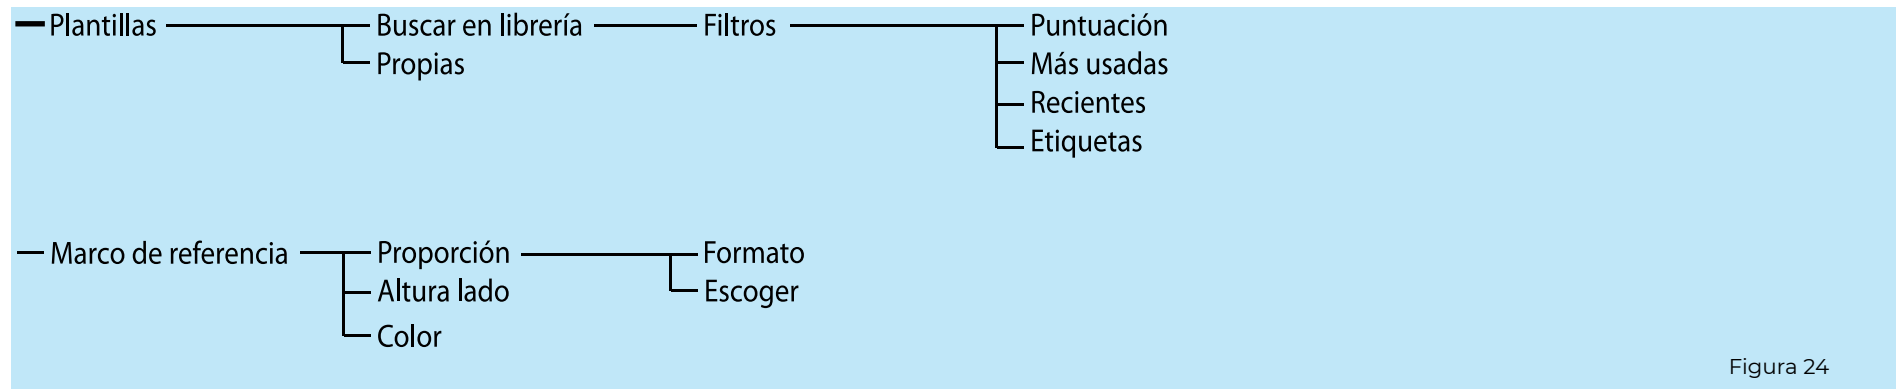 Plantillas Buscar en librería Filtros Puntuación
Propias Más usadas
Recientes
Etiquetas
Marco de referencia Proporción Formato
Altura lado Escoger
Color
Figura 24